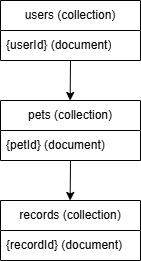 users (collection)
{userId} (document)
pets (collection)
{petId} (document)
records (collection)
{recordId} (document)